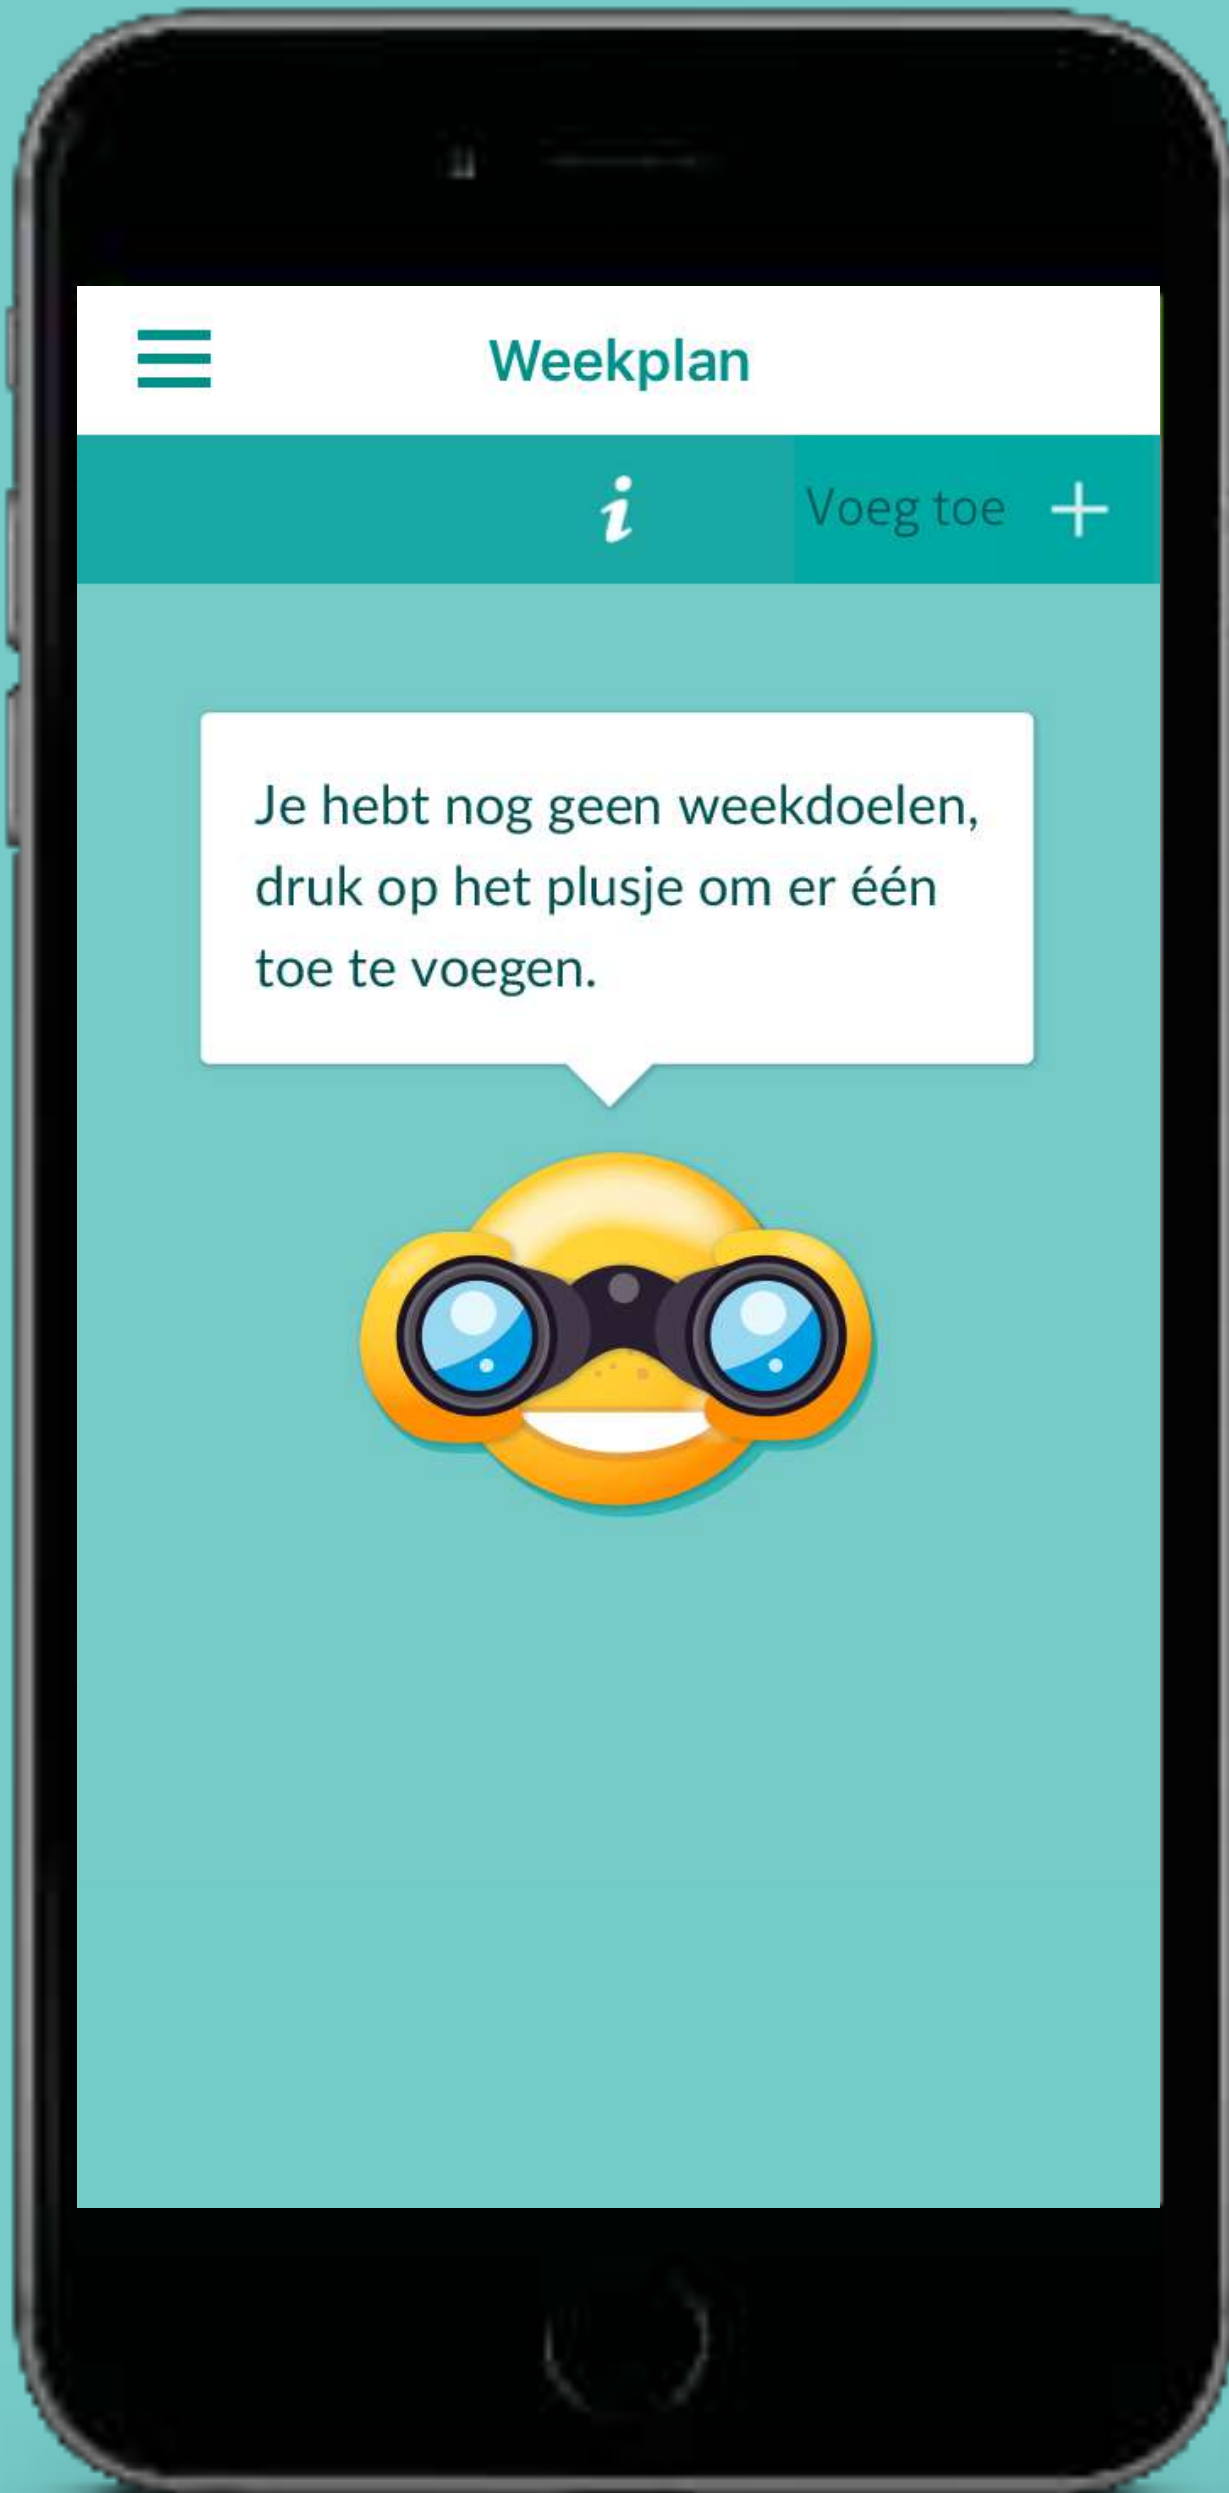 Weekplan
i
Voeg toe +
Je hebt nog geen weekdoelen,
druk op het plusje om er één
toe te voegen.